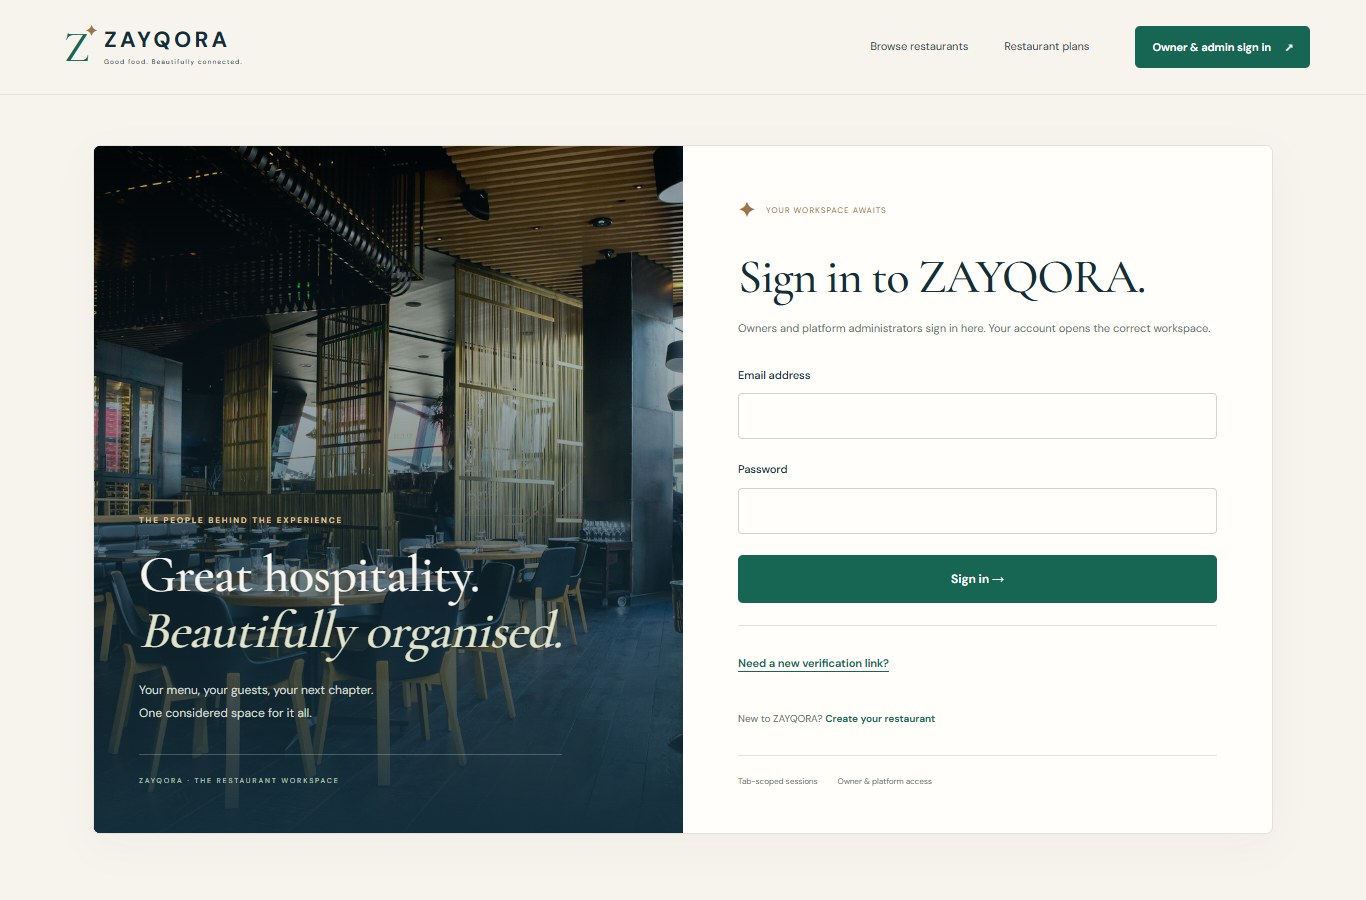 ZAYQORA
Good food. Beautifully connected.
Browse restaurants
Restaurant plans
Owner & admin sign in ↗
THE PEOPLE BEHIND THE EXPERIENCE
Great hospitality.
Beautifully organised.
Your menu, your guests, your next chapter.
One considered space for it all.
ZAYQORA · THE RESTAURANT WORKSPACE
YOUR WORKSPACE AWAITS
Sign in to ZAYQORA.
Owners and platform administrators sign in here. Your account opens the correct workspace.
Email address
Password
Sign in →
Need a new verification link?
New to ZAYQORA? Create your restaurant
Tab-scoped sessions
Owner & platform access